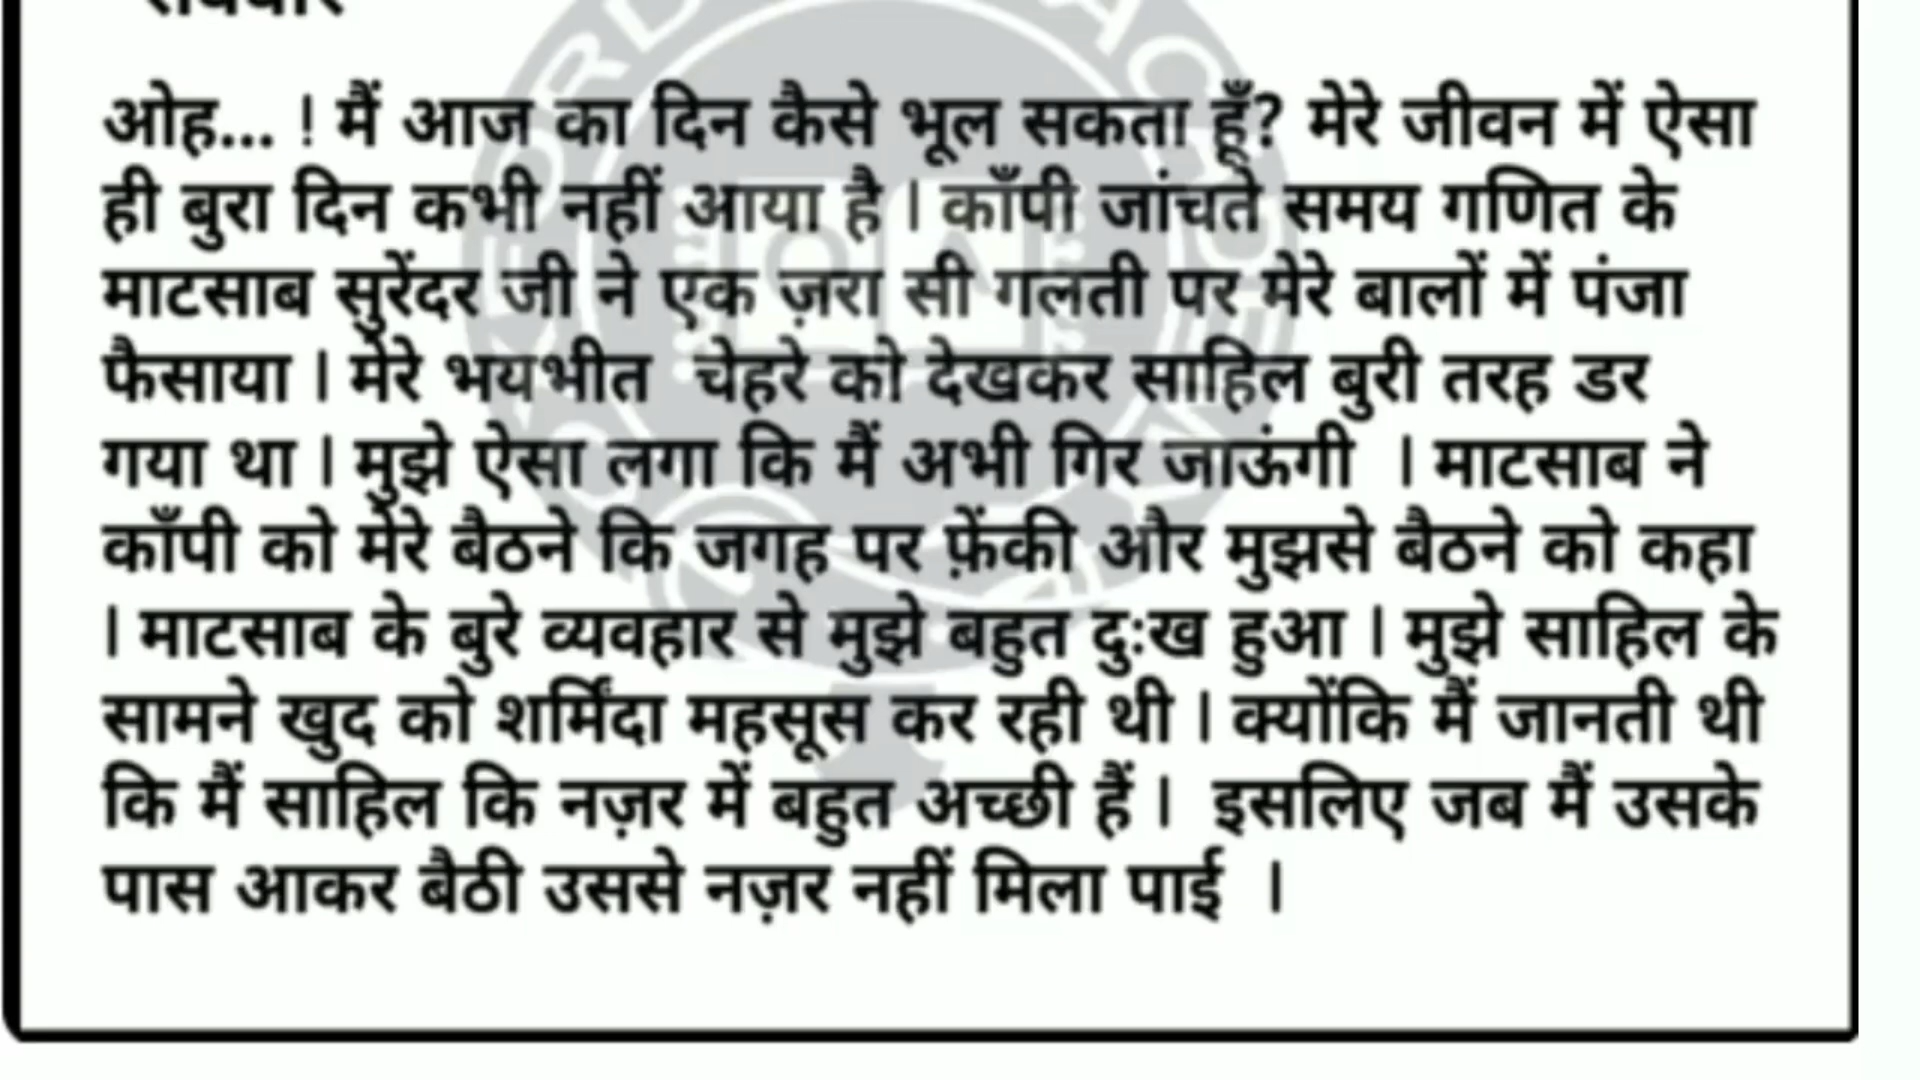 ओह... ! मैं आज का दिन कैसे भूल सकता हूँ? मेरे जीवन में ऐसा
ही बुरा दिन कभी नहीं आया है । काँपी जांचते समय गणित के
माटसाब सुरेंदर जी ने एक ज़रा सी गलती पर मेरे बालों में पंजा
फैसाया । मेरे भयभीत चेहरे को देखकर साहिल बुरी तरह डर
गया था । मुझे ऐसा लगा कि मैं अभी गिर जाऊंगी । माटसाब ने
काँपी को मेरे बैठने कि जगह पर फ़ेंकी और मुझसे बैठने को कहा
। माटसाब के बुरे व्यवहार से मुझे बहुत दुःख हुआ । मुझे साहिल के
सामने खुद को शर्मिंदा महसूस कर रही थी । क्योंकि मैं जानती थी
कि मैं साहिल कि नज़र में बहुत अच्छी हैं । इसलिए जब मैं उसके
पास आकर बैठी उससे नज़र नहीं मिला पाई ।